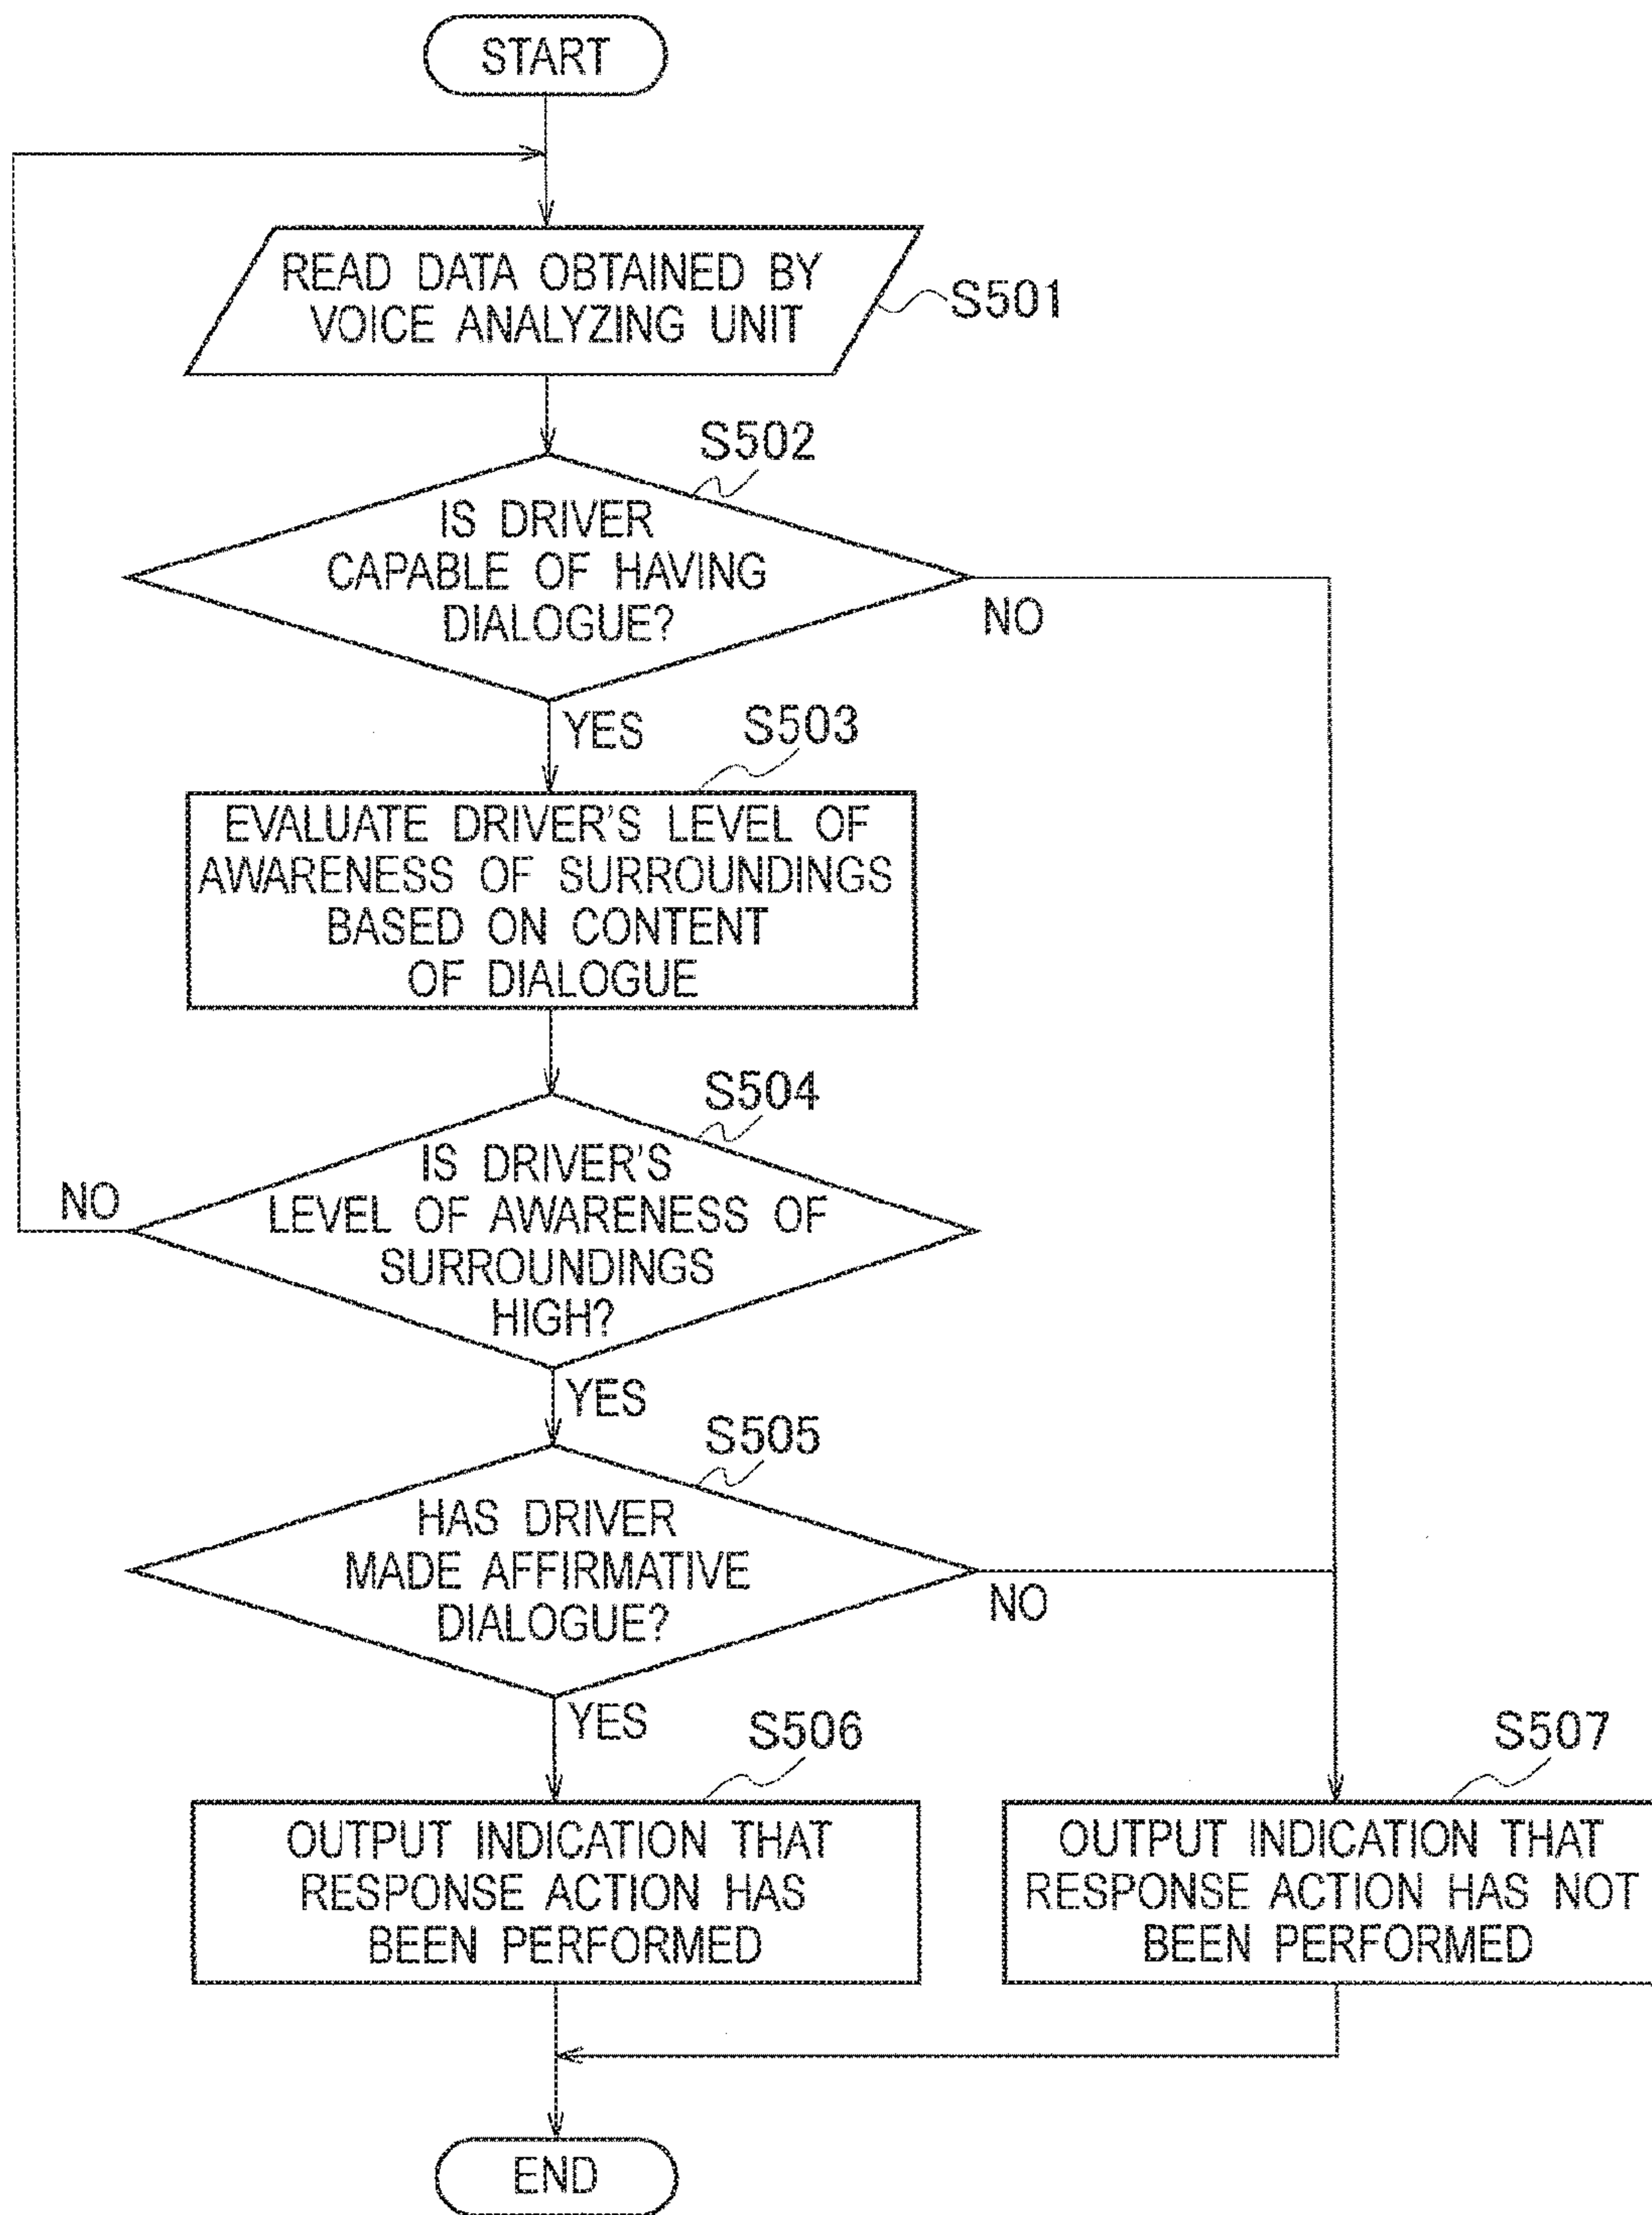 START
READ DATA OBTAINED BY
VOICE ANALYZING UNIT
S501
S502
IS DRIVER
CAPABLE OF HAVING
DIALOGUE?
NO
YES
S503
EVALUATE DRIVER'S LEVEL OF
AWARENESS OF SURROUNDINGS
BASED ON CONTENT
OF DIALOGUE
S504
IS DRIVER'S
LEVEL OF AWARENESS OF
SURROUNDINGS
HIGH?
NO
YES
S505
HAS DRIVER
MADE AFFIRMATIVE
DIALOGUE?
NO
YES
S506
OUTPUT INDICATION THAT
RESPONSE ACTION HAS
BEEN PERFORMED
S507
OUTPUT INDICATION THAT
RESPONSE ACTION HAS NOT
BEEN PERFORMED
END